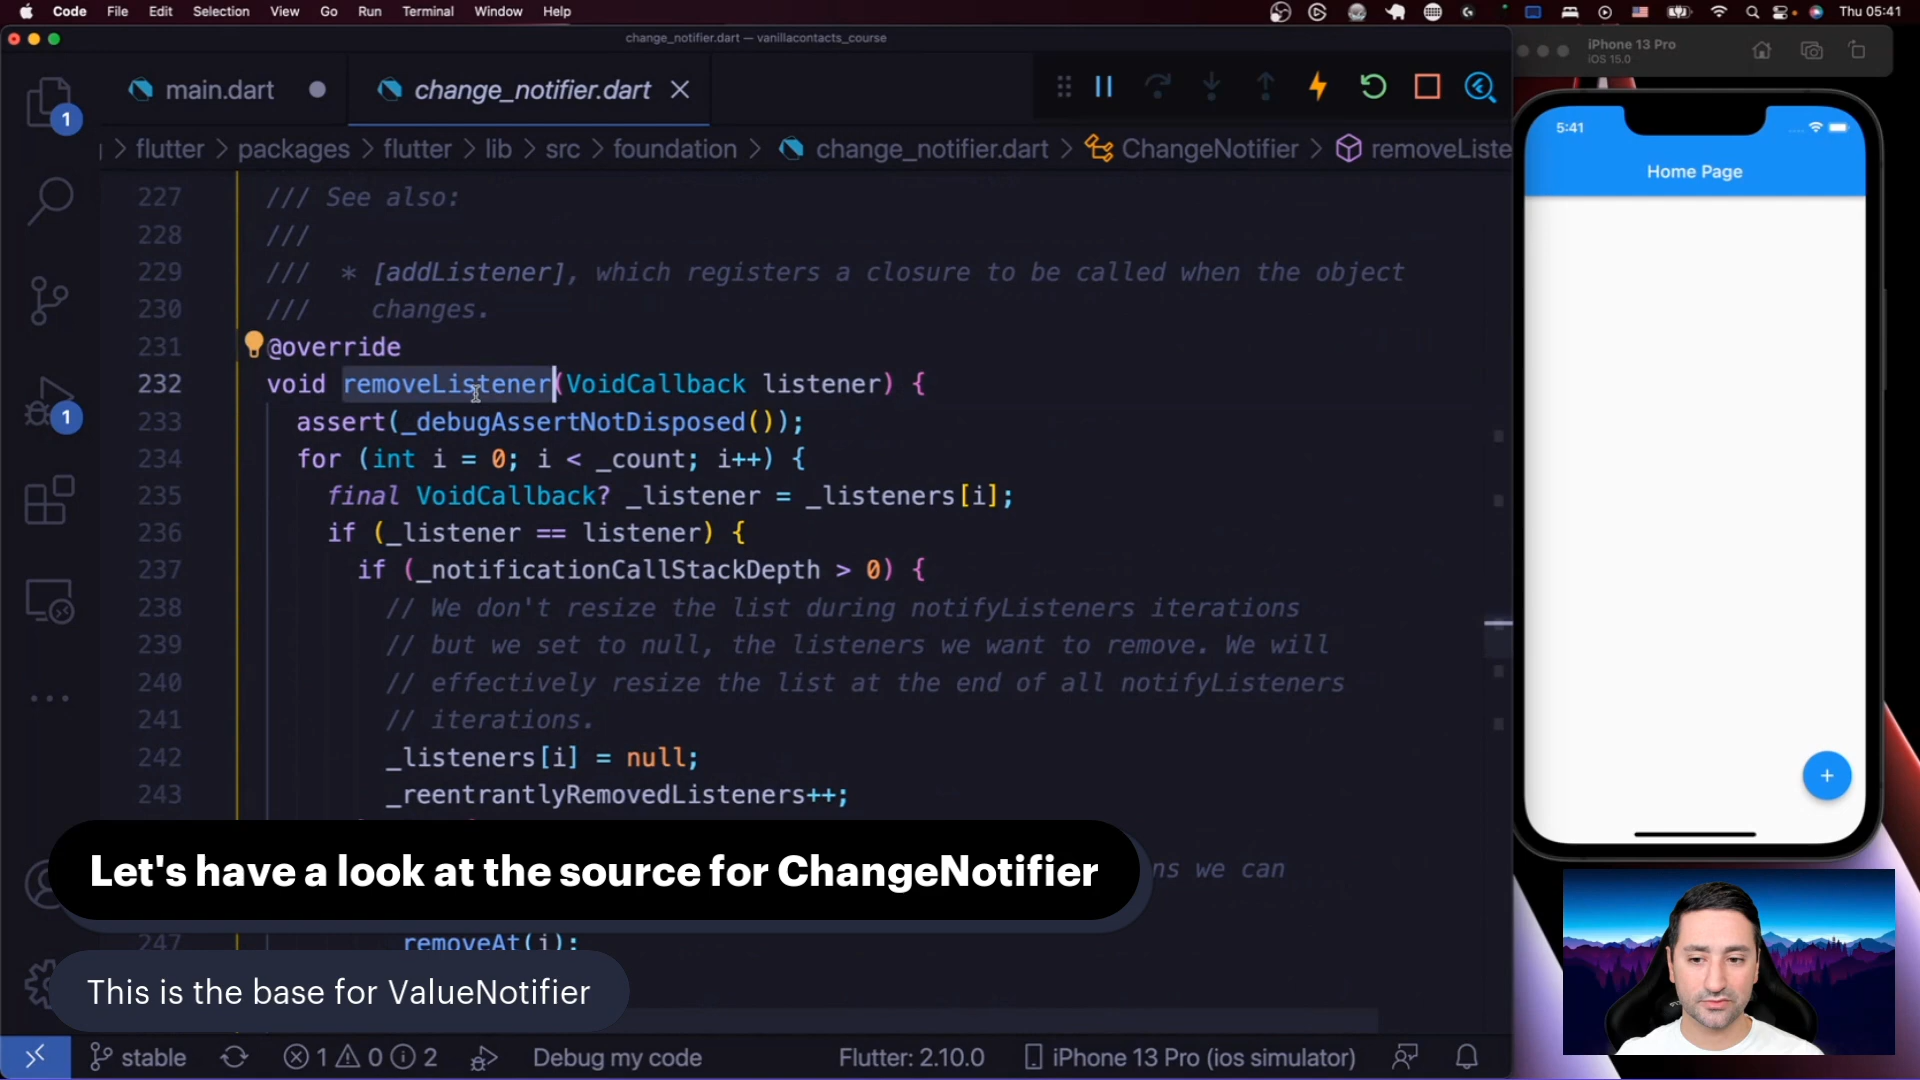 Code File Edit Selection View Go Run Terminal Window Help
Thu 05:41
change_notifier.dart — vanillacontacts_course
main.dart
change_notifier.dart
1
flutter > packages > flutter > lib > src > foundation > change_notifier.dart > ChangeNotifier > removeListe
227 /// See also:
228 ///
229 /// * [addListener], which registers a closure to be called when the object
230 /// changes.
231 @override
232 void removeListener(VoidCallback listener) {
233 assert(_debugAssertNotDisposed());
234 for (int i = 0; i < _count; i++) {
235 final VoidCallback? _listener = _listeners[i];
236 if (_listener == listener) {
237 if (_notificationCallStackDepth > 0) {
238 // We don't resize the list during notifyListeners iterations
239 // but we set to null, the listeners we want to remove. We will
240 // effectively resize the list at the end of all notifyListeners
241 // iterations.
242 _listeners[i] = null;
243 _reentrantlyRemovedListeners++;
1
ns we can
Let's have a look at the source for ChangeNotifier
247 removeAt(i);
This is the base for ValueNotifier
stable
1 0 2
Debug my code
Flutter: 2.10.0
iPhone 13 Pro (ios simulator)
iPhone 13 Pro
iOS 15.0
5:41
Home Page
+